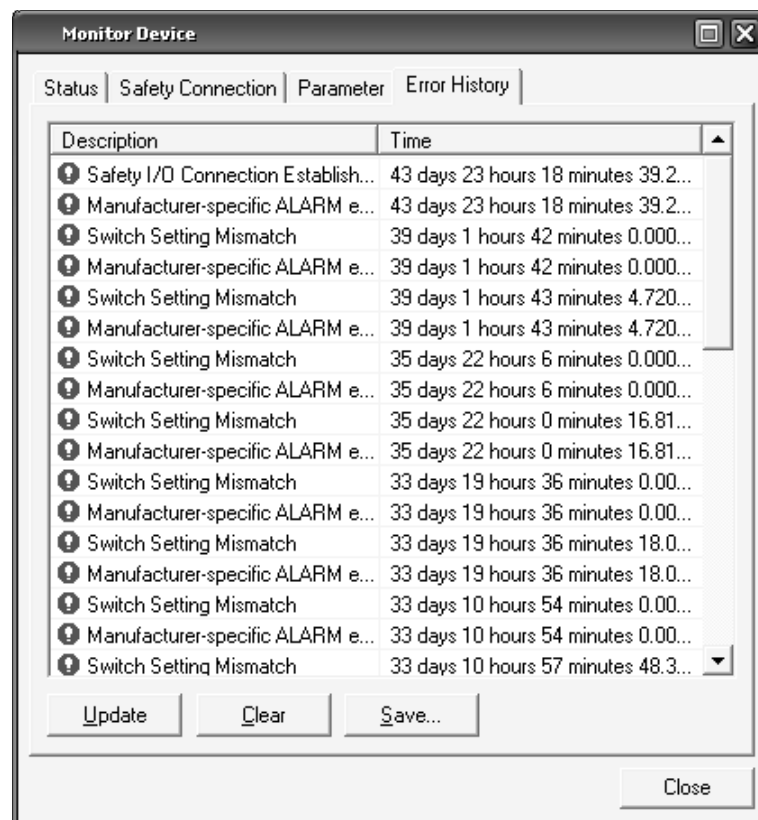 Monitor Device
Status Safety Connection Parameter Error History
Description Time
Safety I/O Connection Establish... 43 days 23 hours 18 minutes 39.2...
Manufacturer-specific ALARM e... 43 days 23 hours 18 minutes 39.2...
Switch Setting Mismatch 39 days 1 hours 42 minutes 0.000...
Manufacturer-specific ALARM e... 39 days 1 hours 42 minutes 0.000...
Switch Setting Mismatch 39 days 1 hours 43 minutes 4.720...
Manufacturer-specific ALARM e... 39 days 1 hours 43 minutes 4.720...
Switch Setting Mismatch 35 days 22 hours 6 minutes 0.000...
Manufacturer-specific ALARM e... 35 days 22 hours 6 minutes 0.000...
Switch Setting Mismatch 35 days 22 hours 0 minutes 16.81...
Manufacturer-specific ALARM e... 35 days 22 hours 0 minutes 16.81...
Switch Setting Mismatch 33 days 19 hours 36 minutes 0.00...
Manufacturer-specific ALARM e... 33 days 19 hours 36 minutes 0.00...
Switch Setting Mismatch 33 days 19 hours 36 minutes 18.0...
Manufacturer-specific ALARM e... 33 days 19 hours 36 minutes 18.0...
Switch Setting Mismatch 33 days 10 hours 54 minutes 0.00...
Manufacturer-specific ALARM e... 33 days 10 hours 54 minutes 0.00...
Switch Setting Mismatch 33 days 10 hours 57 minutes 48.3...
Update Clear Save...
Close